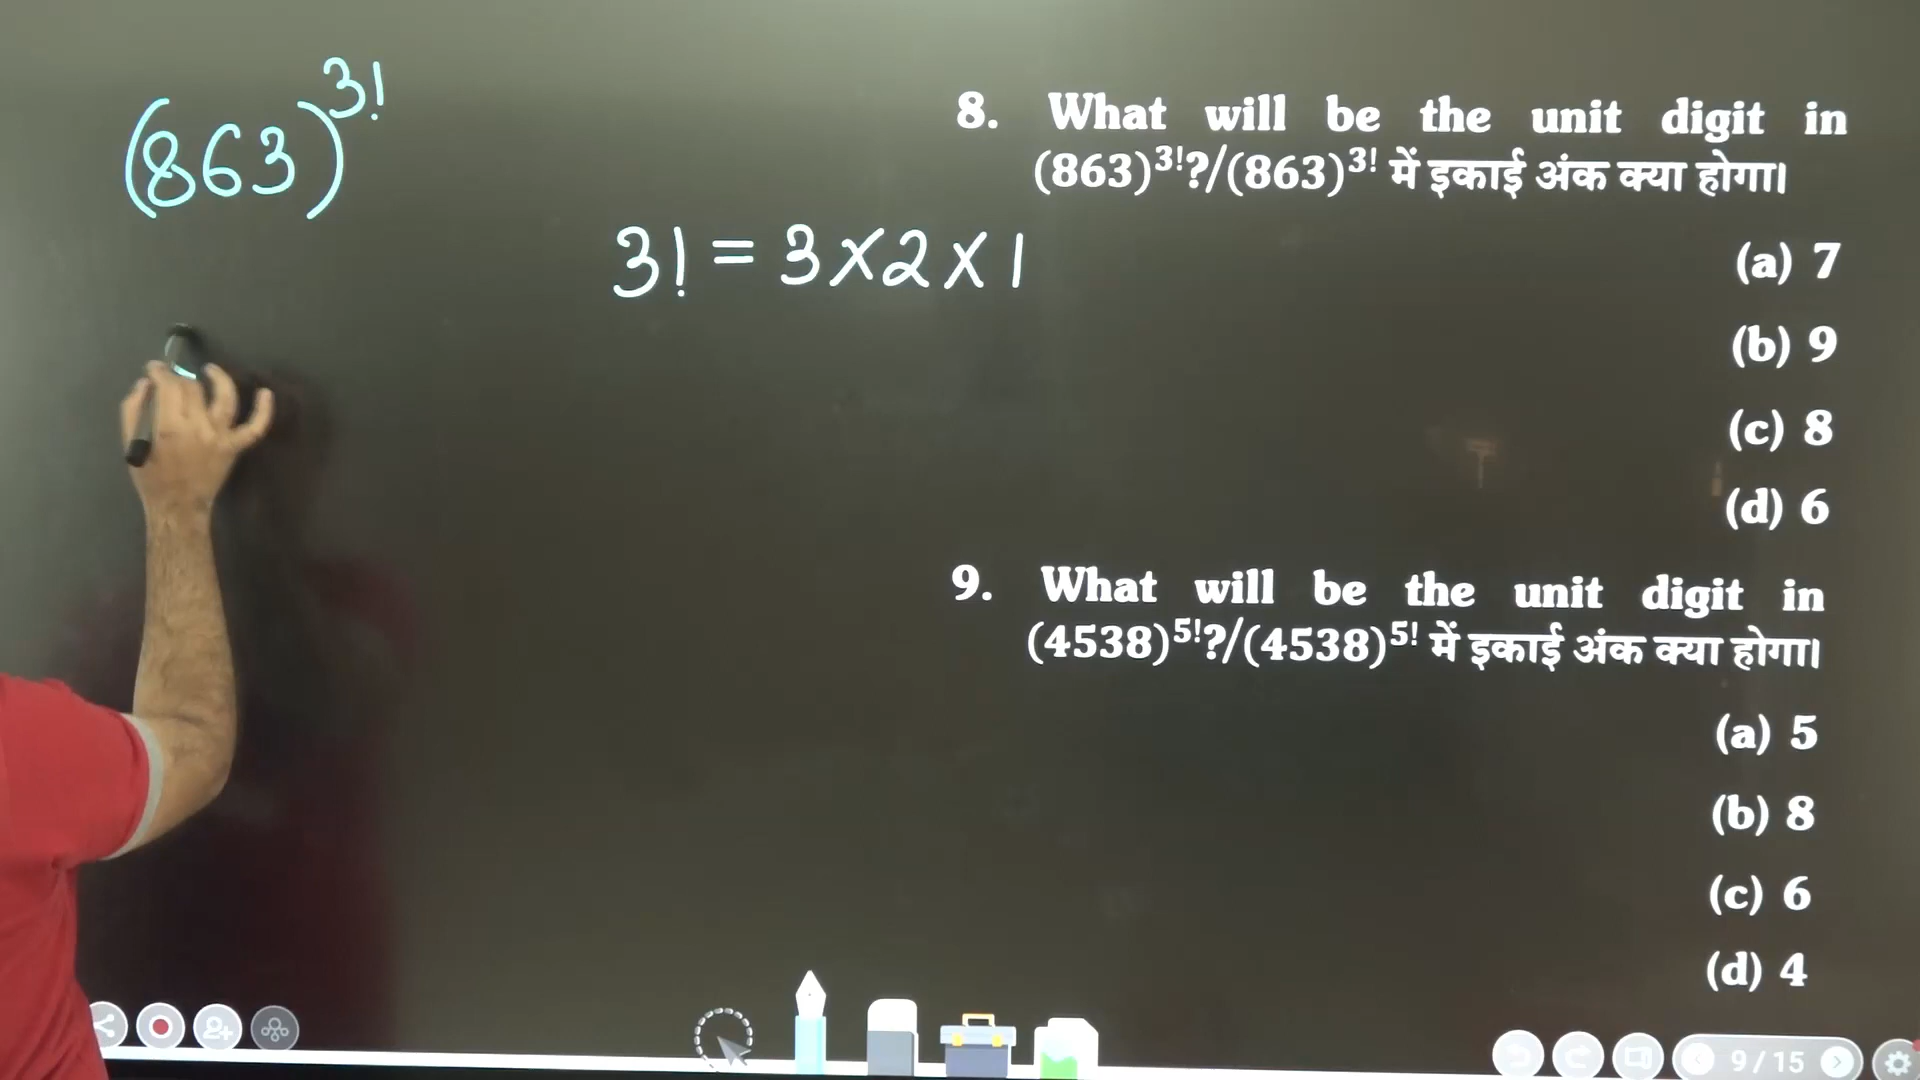 (863)³!
3! = 3×2×1
8. What will be the unit digit in
(863)³!?/(863)³! में इकाई अंक क्या होगा।
(a) 7
(b) 9
(c) 8
(d) 6
9. What will be the unit digit in
(4538)⁵!?/(4538)⁵! में इकाई अंक क्या होगा।
(a) 5
(b) 8
(c) 6
(d) 4
9/15